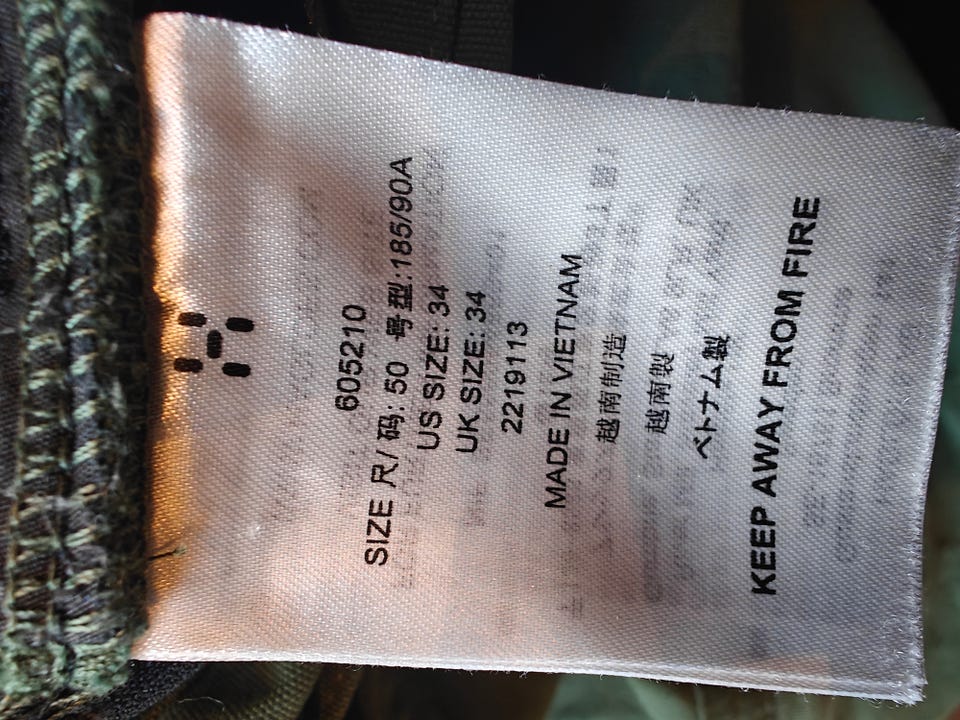 605210
SIZE 尺/ 码: 50 号型:185/90A
US SIZE: 34
UK SIZE: 34
2219113
MADE IN VIETNAM
越南制造
越南製
ベトナム製
KEEP AWAY FROM FIRE